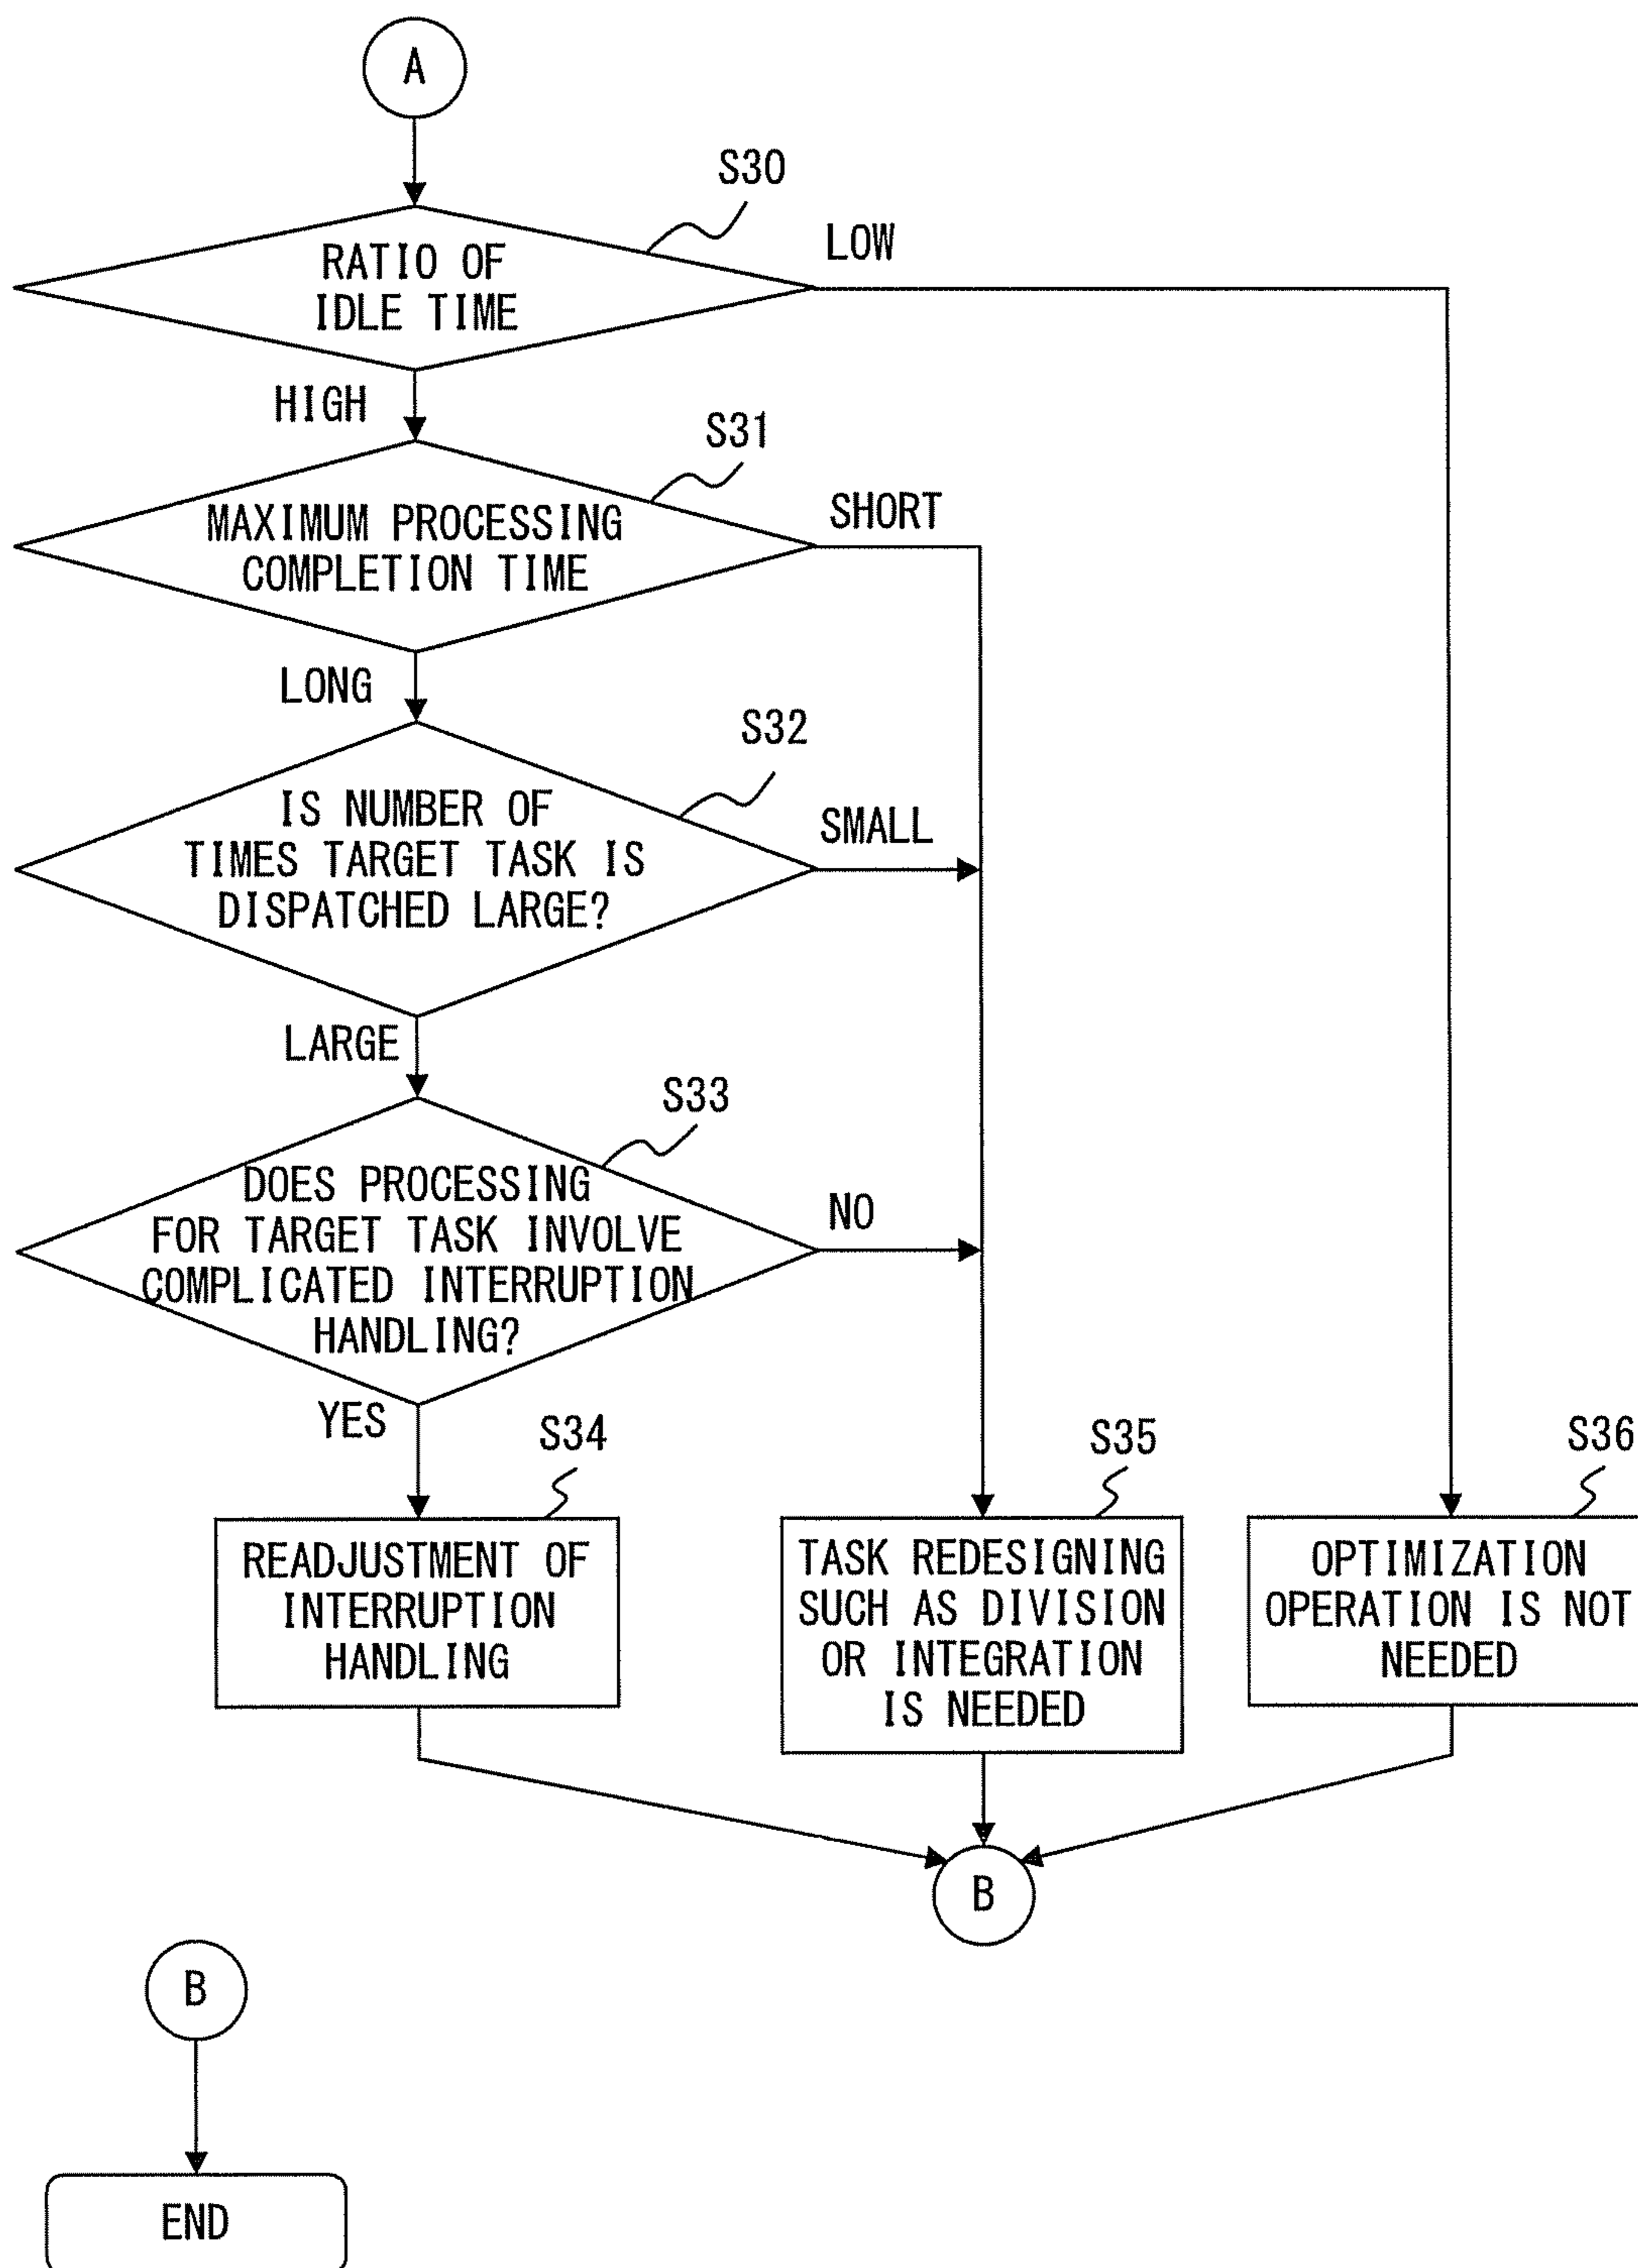 A
S30
RATIO OF
IDLE TIME
LOW
HIGH
S31
MAXIMUM PROCESSING
COMPLETION TIME
SHORT
LONG
S32
IS NUMBER OF
TIMES TARGET TASK IS
DISPATCHED LARGE?
SMALL
LARGE
S33
DOES PROCESSING
FOR TARGET TASK INVOLVE
COMPLICATED INTERRUPTION
HANDLING?
NO
YES
S34
READJUSTMENT OF
INTERRUPTION
HANDLING
S35
TASK REDESIGNING
SUCH AS DIVISION
OR INTEGRATION
IS NEEDED
S36
OPTIMIZATION
OPERATION IS NOT
NEEDED
B
B
END